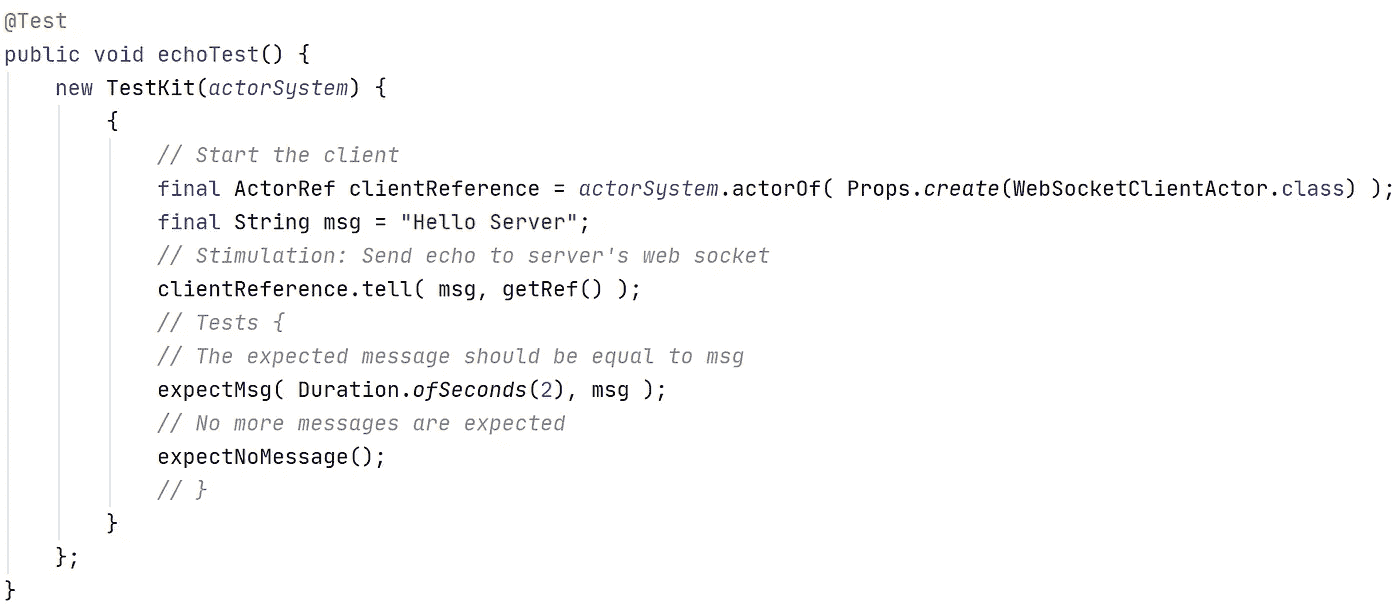 @Test
public void echoTest() {
    new TestKit(actorSystem) {
        {
            // Start the client
            final ActorRef clientReference = actorSystem.actorOf( Props.create(WebSocketClientActor.class) );
            final String msg = "Hello Server";
            // Stimulation: Send echo to server's web socket
            clientReference.tell( msg, getRef() );
            // Tests {
            // The expected message should be equal to msg
            expectMsg( Duration.ofSeconds(2), msg );
            // No more messages are expected
            expectNoMessage();
            // }
        }
    };
}